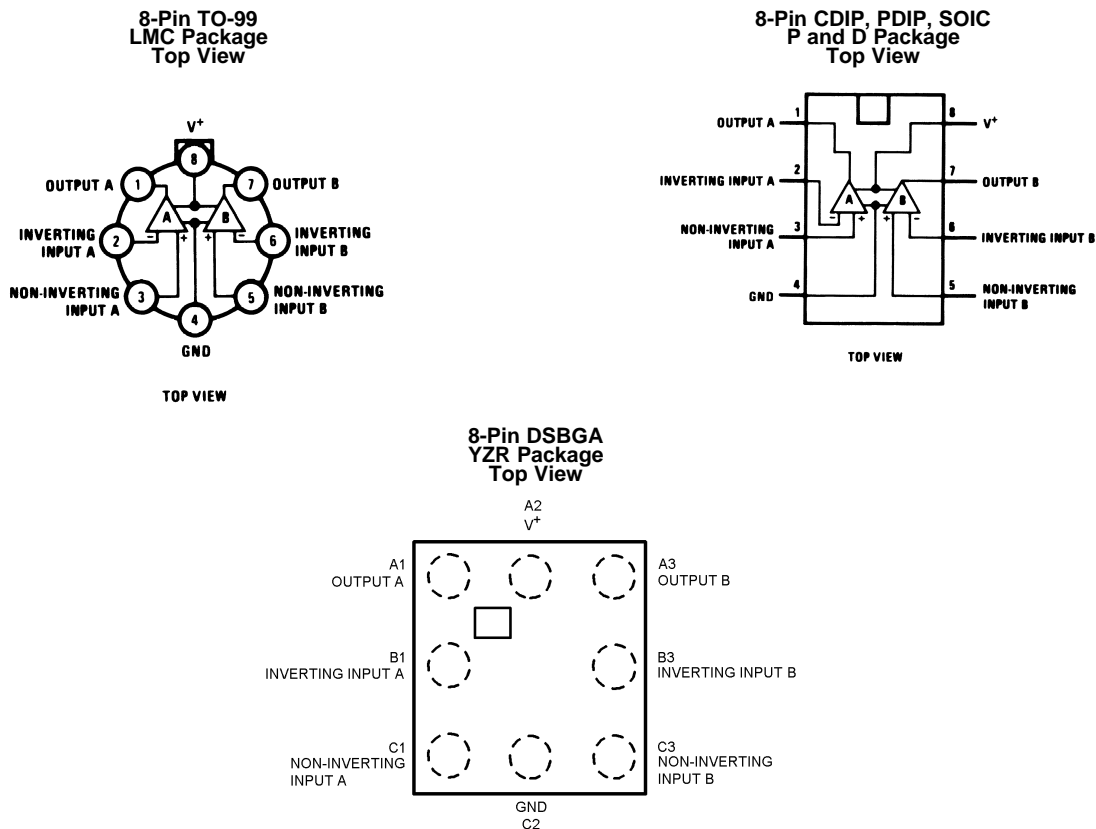 8-Pin TO-99
LMC Package
Top View
V+
8
OUTPUT A
1
7
OUTPUT B
A
B
INVERTING
INPUT A
2
-
+
+
-
6
INVERTING
INPUT B
NON-INVERTING
INPUT A
3
5
NON-INVERTING
INPUT B
4
GND
TOP VIEW
8-Pin CDIP, PDIP, SOIC
P and D Package
Top View
OUTPUT A
1
8
V+
INVERTING INPUT A
2
7
OUTPUT B
A
B
-
+
+
-
NON-INVERTING
INPUT A
3
6
INVERTING INPUT B
GND
4
5
NON-INVERTING
INPUT B
TOP VIEW
8-Pin DSBGA
YZR Package
Top View
A2
V+
A1
OUTPUT A
A3
OUTPUT B
B1
INVERTING INPUT A
B3
INVERTING INPUT B
C1
NON-INVERTING
INPUT A
C3
NON-INVERTING
INPUT B
GND
C2